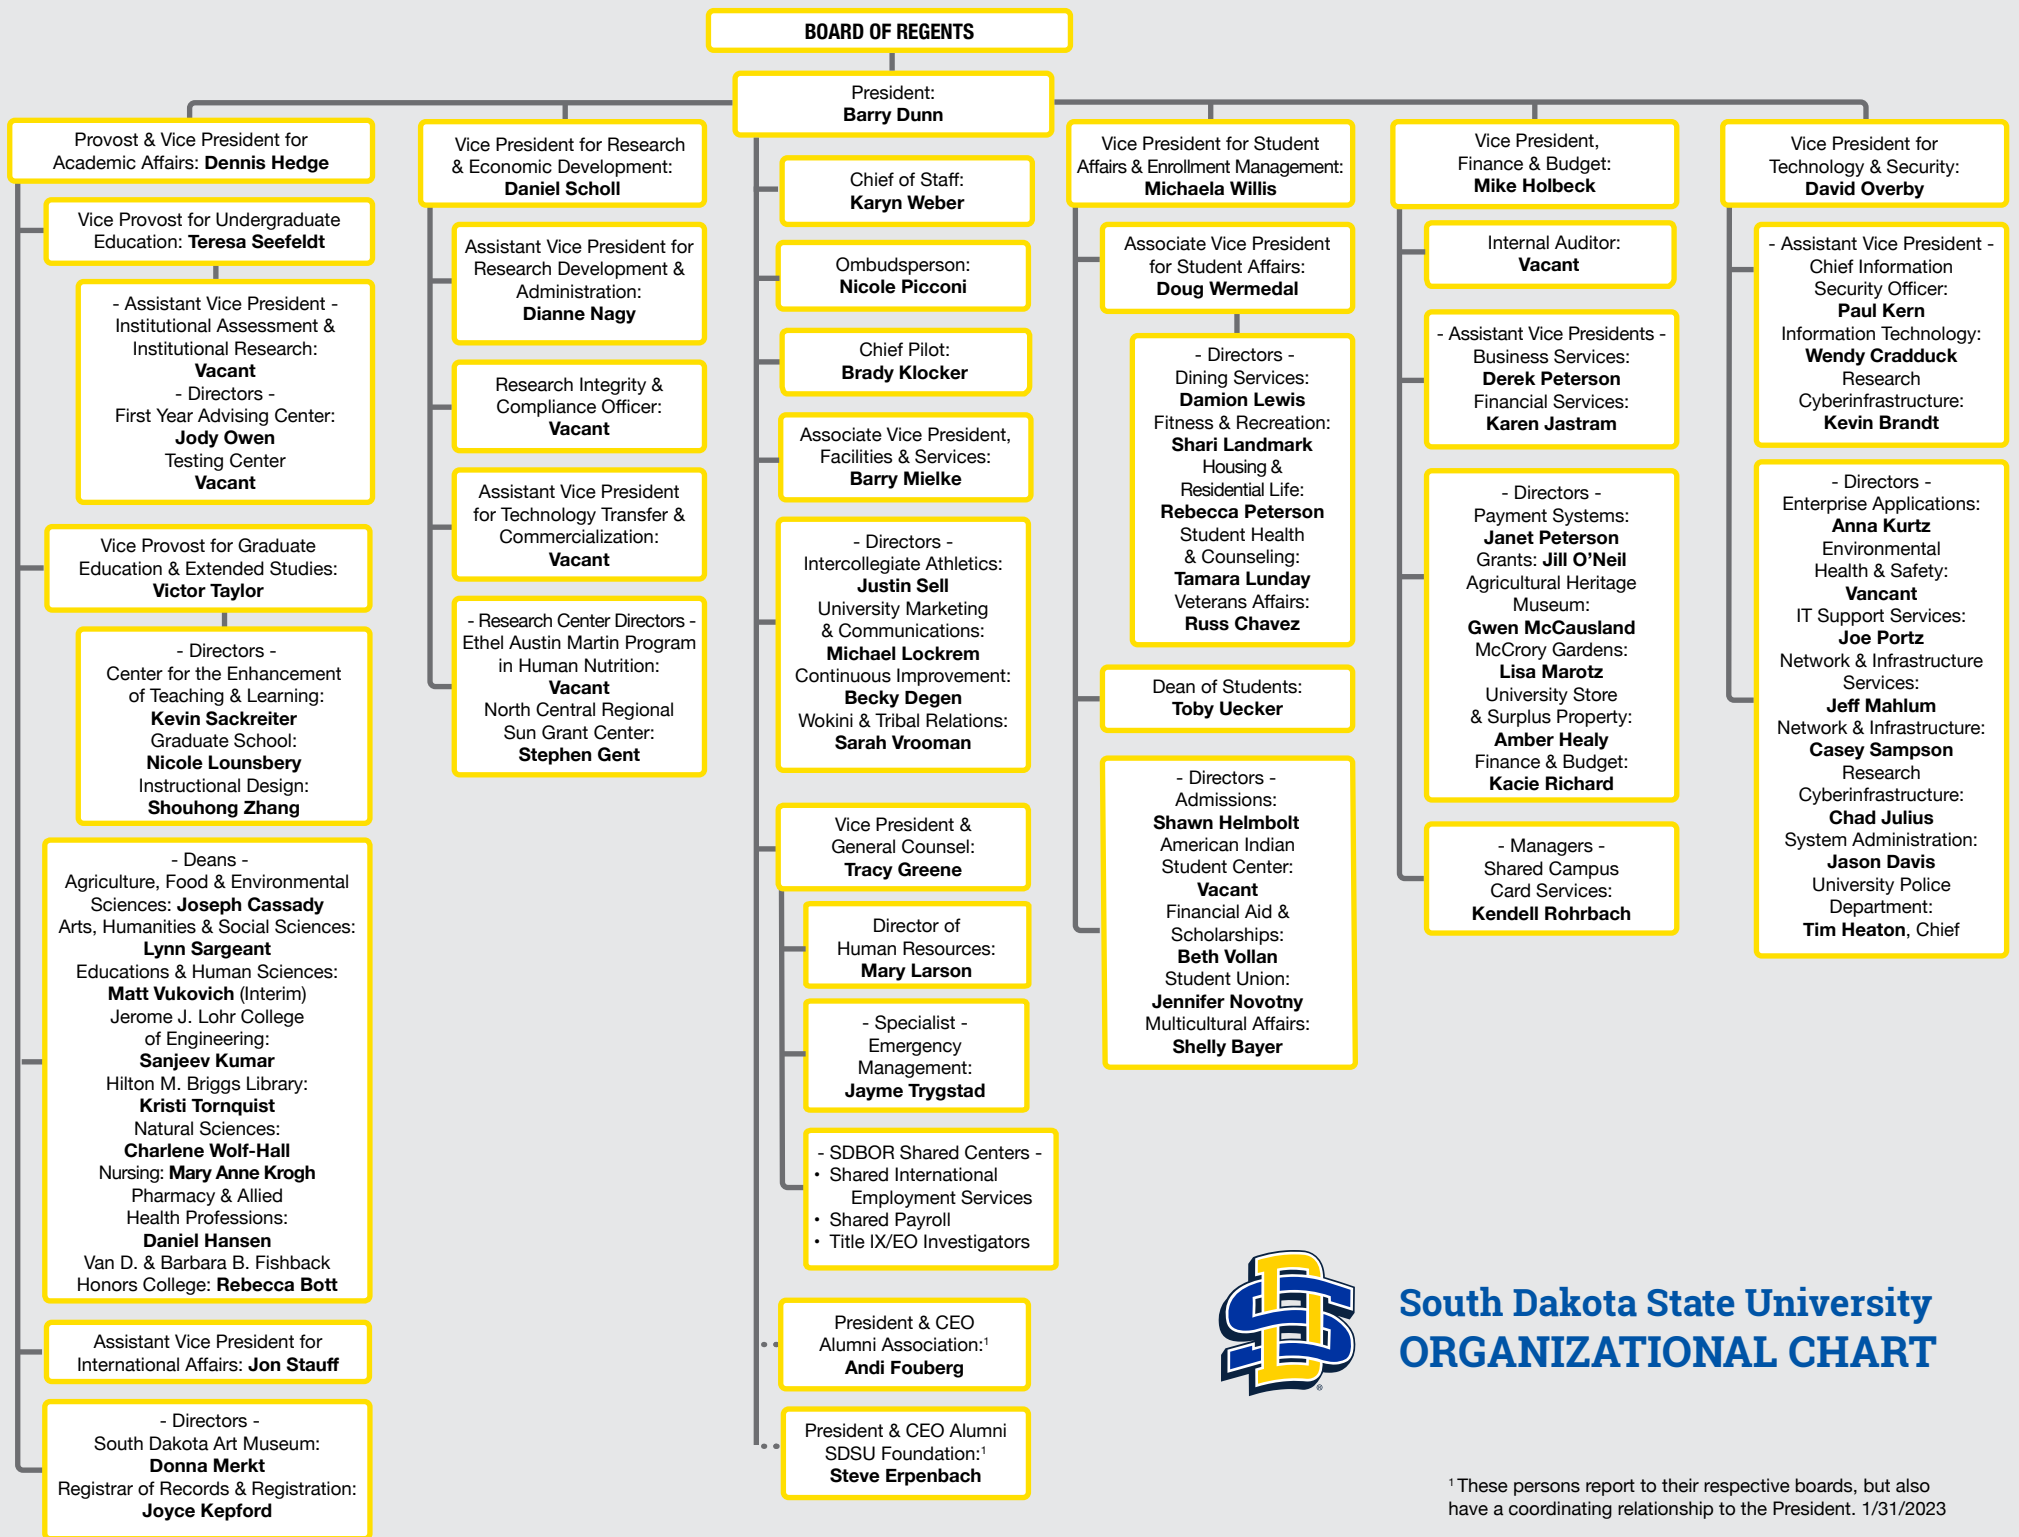 BOARD OF REGENTS
President:
Barry Dunn
Provost & Vice President for
Academic Affairs: Dennis Hedge
Vice Provost for Undergraduate
Education: Teresa Seefeldt
- Assistant Vice President -
Institutional Assessment &
Institutional Research:
Vacant
- Directors -
First Year Advising Center:
Jody Owen
Testing Center
Vacant
Vice Provost for Graduate
Education & Extended Studies:
Victor Taylor
- Directors -
Center for the Enhancement
of Teaching & Learning:
Kevin Sackreiter
Graduate School:
Nicole Lounsbery
Instructional Design:
Shouhong Zhang
- Deans -
Agriculture, Food & Environmental
Sciences: Joseph Cassady
Arts, Humanities & Social Sciences:
Lynn Sargeant
Educations & Human Sciences:
Matt Vukovich (Interim)
Jerome J. Lohr College
of Engineering:
Sanjeev Kumar
Hilton M. Briggs Library:
Kristi Tornquist
Natural Sciences:
Charlene Wolf-Hall
Nursing: Mary Anne Krogh
Pharmacy & Allied
Health Professions:
Daniel Hansen
Van D. & Barbara B. Fishback
Honors College: Rebecca Bott
Assistant Vice President for
International Affairs: Jon Stauff
- Directors -
South Dakota Art Museum:
Donna Merkt
Registrar of Records & Registration:
Joyce Kepford
Vice President for Research
& Economic Development:
Daniel Scholl
Assistant Vice President for
Research Development &
Administration:
Dianne Nagy
Research Integrity &
Compliance Officer:
Vacant
Assistant Vice President
for Technology Transfer &
Commercialization:
Vacant
- Research Center Directors -
Ethel Austin Martin Program
in Human Nutrition:
Vacant
North Central Regional
Sun Grant Center:
Stephen Gent
Chief of Staff:
Karyn Weber
Ombudsperson:
Nicole Picconi
Chief Pilot:
Brady Klocker
Associate Vice President,
Facilities & Services:
Barry Mielke
- Directors -
Intercollegiate Athletics:
Justin Sell
University Marketing
& Communications:
Michael Lockrem
Continuous Improvement:
Becky Degen
Wokini & Tribal Relations:
Sarah Vrooman
Vice President &
General Counsel:
Tracy Greene
Director of
Human Resources:
Mary Larson
- Specialist -
Emergency
Management:
Jayme Trygstad
- SDBOR Shared Centers -
• Shared International
Employment Services
• Shared Payroll
• Title IX/EO Investigators
President & CEO
Alumni Association:¹
Andi Fouberg
President & CEO Alumni
SDSU Foundation:¹
Steve Erpenbach
Vice President for Student
Affairs & Enrollment Management:
Michaela Willis
Associate Vice President
for Student Affairs:
Doug Wermedal
- Directors -
Dining Services:
Damion Lewis
Fitness & Recreation:
Shari Landmark
Housing &
Residential Life:
Rebecca Peterson
Student Health
& Counseling:
Tamara Lunday
Veterans Affairs:
Russ Chavez
Dean of Students:
Toby Uecker
- Directors -
Admissions:
Shawn Helmbolt
American Indian
Student Center:
Vacant
Financial Aid &
Scholarships:
Beth Vollan
Student Union:
Jennifer Novotny
Multicultural Affairs:
Shelly Bayer
Vice President,
Finance & Budget:
Mike Holbeck
Internal Auditor:
Vacant
- Assistant Vice Presidents -
Business Services:
Derek Peterson
Financial Services:
Karen Jastram
- Directors -
Payment Systems:
Janet Peterson
Grants: Jill O'Neil
Agricultural Heritage
Museum:
Gwen McCausland
McCrory Gardens:
Lisa Marotz
University Store
& Surplus Property:
Amber Healy
Finance & Budget:
Kacie Richard
- Managers -
Shared Campus
Card Services:
Kendell Rohrbach
Vice President for
Technology & Security:
David Overby
- Assistant Vice President -
Chief Information
Security Officer:
Paul Kern
Information Technology:
Wendy Cradduck
Research
Cyberinfrastructure:
Kevin Brandt
- Directors -
Enterprise Applications:
Anna Kurtz
Environmental
Health & Safety:
Vancant
IT Support Services:
Joe Portz
Network & Infrastructure
Services:
Jeff Mahlum
Network & Infrastructure:
Casey Sampson
Research
Cyberinfrastructure:
Chad Julius
System Administration:
Jason Davis
University Police
Department:
Tim Heaton, Chief
SD
®
South Dakota State University
ORGANIZATIONAL CHART
¹ These persons report to their respective boards, but also
have a coordinating relationship to the President. 1/31/2023